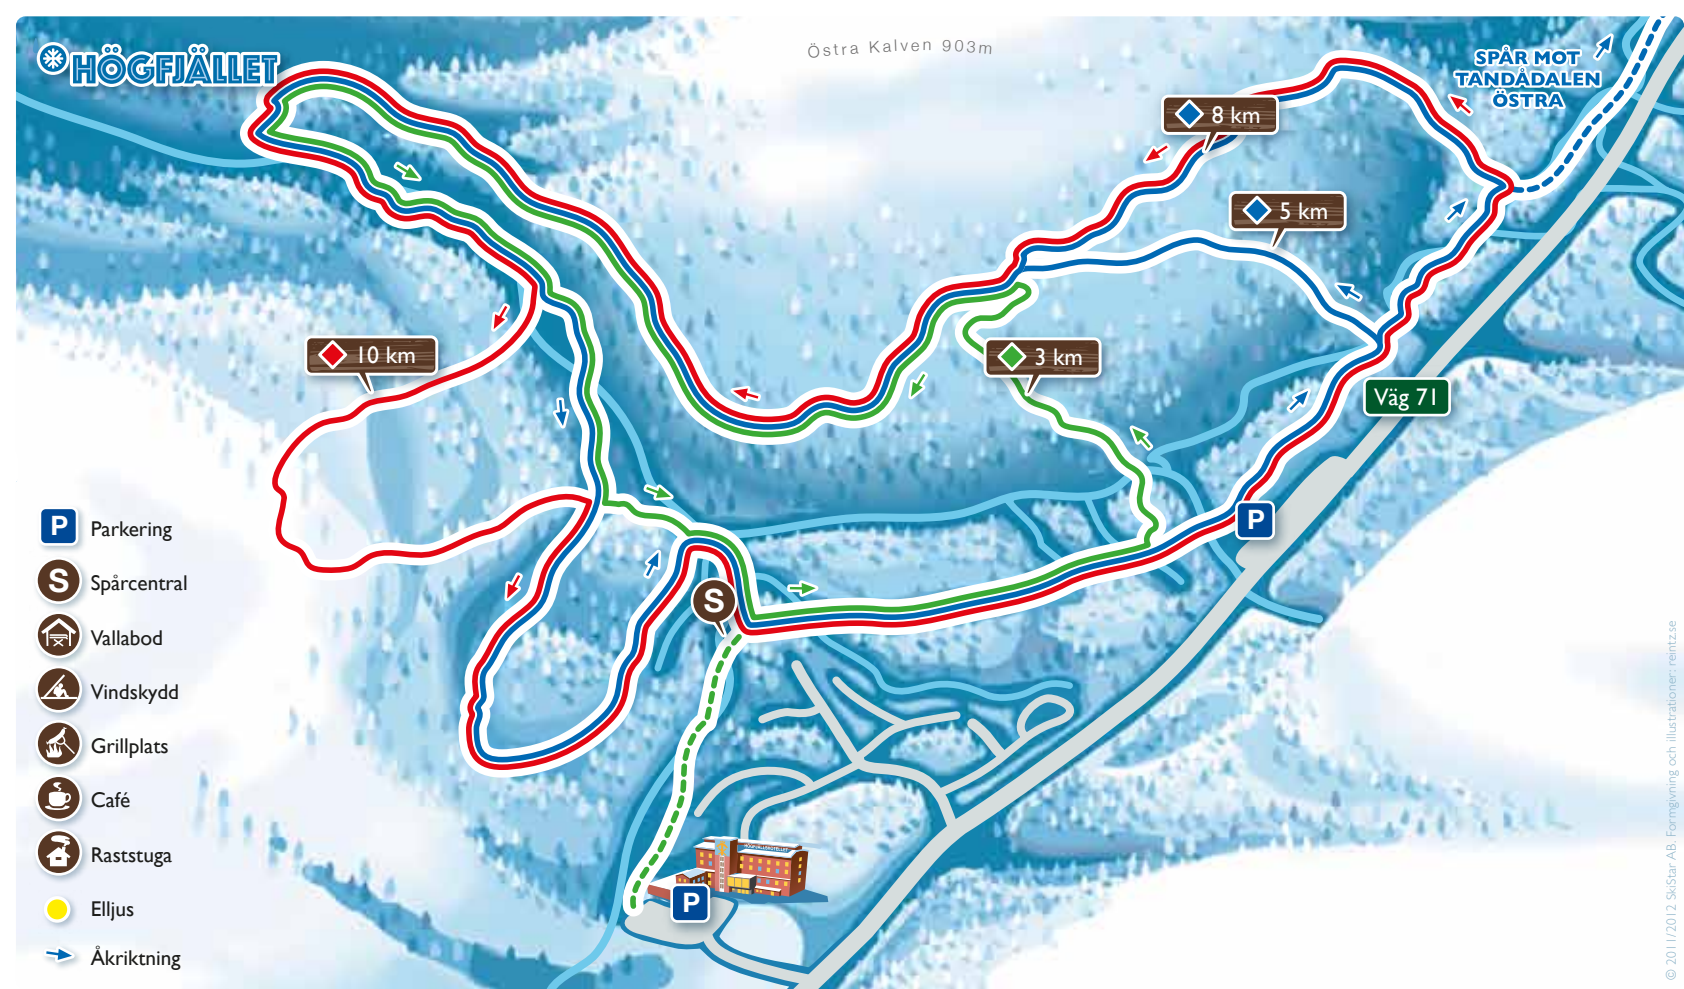 HÖGFJÄLLET
Östra Kalven 903m
SPÅR MOT
TANDÅDALEN
ÖSTRA
8 km
5 km
10 km
3 km
Väg 71
P
S
P
P Parkering
S Spårcentral
Vallabod
Vindskydd
Grillplats
Café
Raststuga
Elljus
Åkriktning
HÖGFJÄLLSHOTELLET
© 2011/2012 SkiStar AB. Formgivning och illustrationer: reintz.se